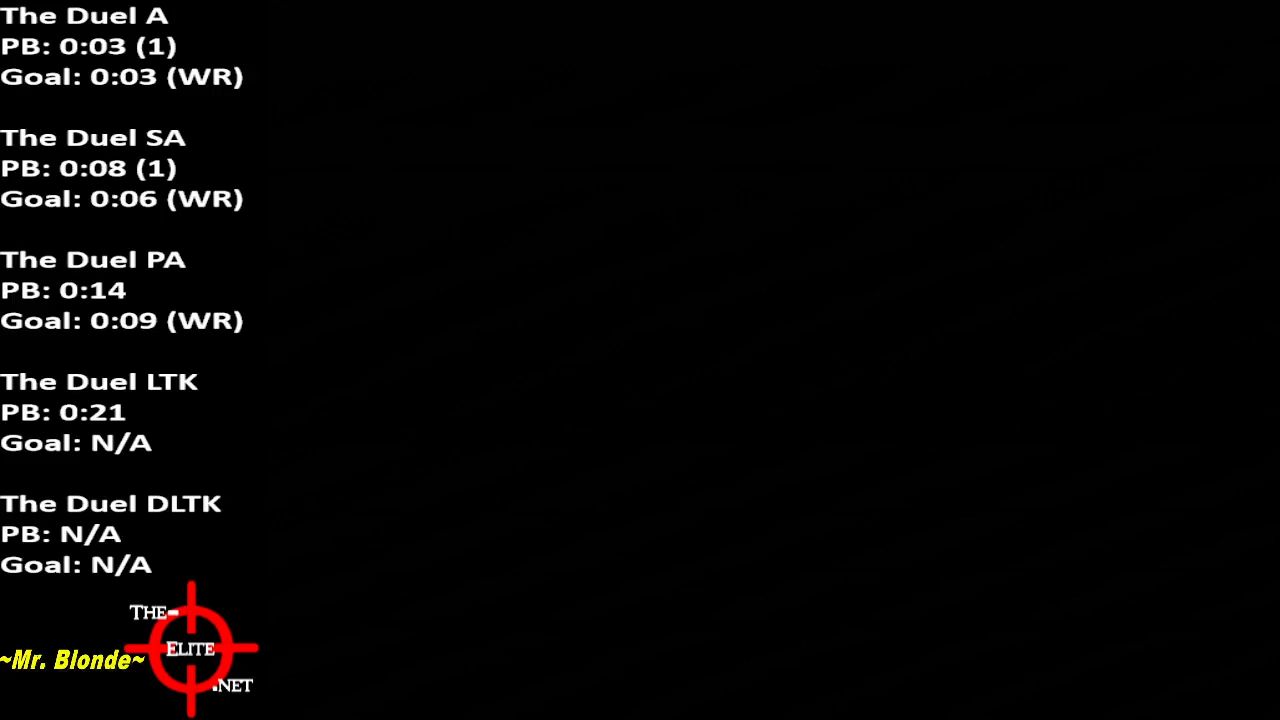 The Duel A
PB: 0:03 (1)
Goal: 0:03 (WR)
The Duel SA
PB: 0:08 (1)
Goal: 0:06 (WR)
The Duel PA
PB: 0:14
Goal: 0:09 (WR)
The Duel LTK
PB: 0:21
Goal: N/A
The Duel DLTK
PB: N/A
Goal: N/A
THE-
ELITE
~Mr. Blonde~
.NET